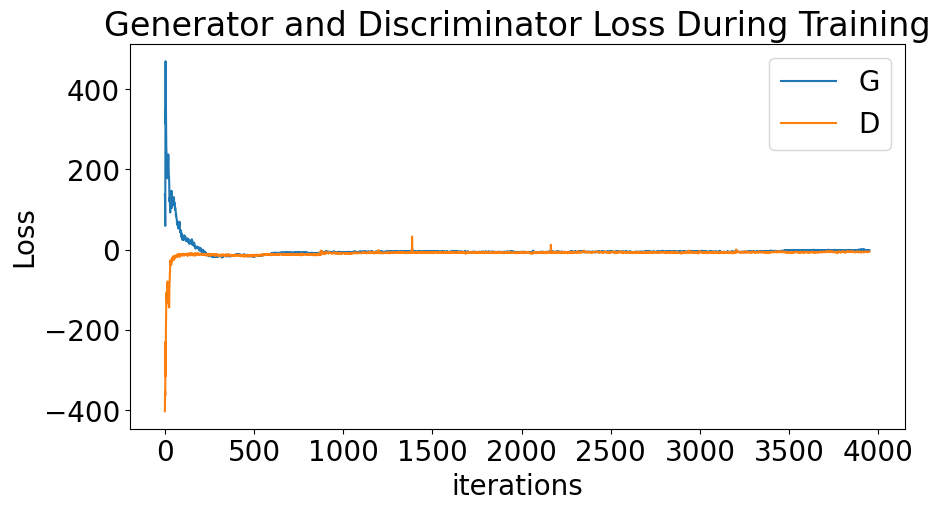 Generator and Discriminator Loss During Training
G
D
Loss
400
200
0
−200
−400
0 500 1000 1500 2000 2500 3000 3500 4000
iterations